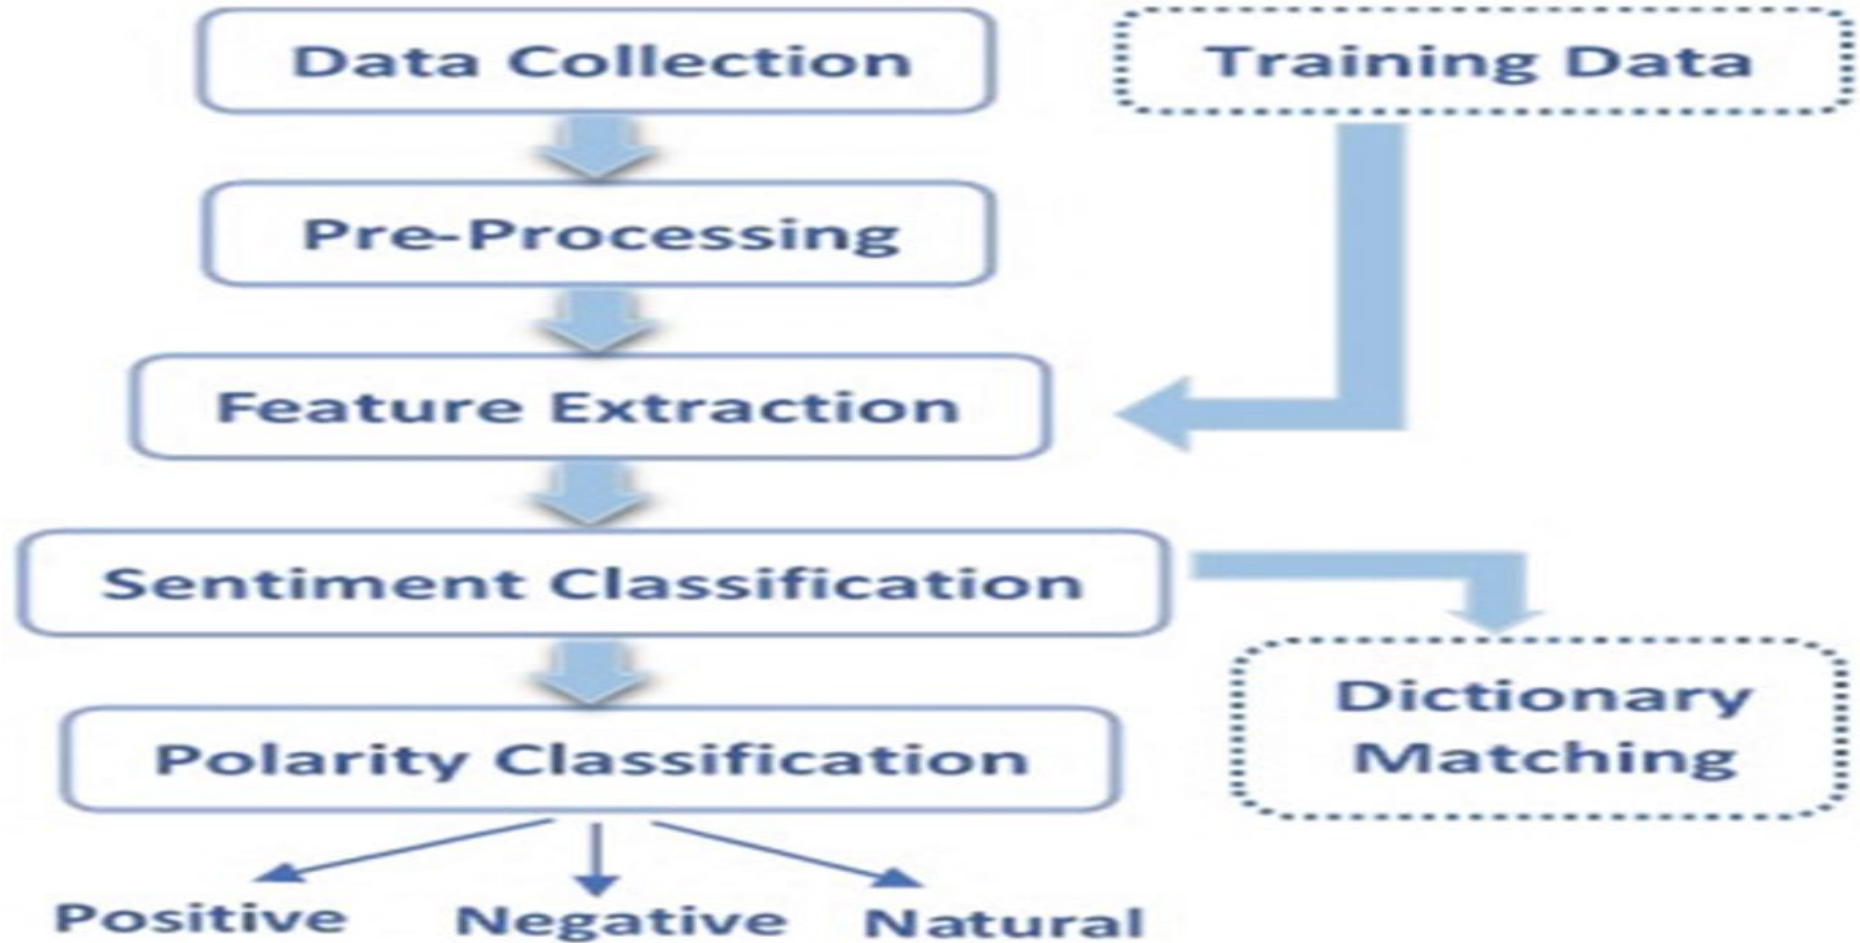 Data Collection
Training Data
Pre-Processing
Feature Extraction
Sentiment Classification
Dictionary
Matching
Polarity Classification
Positive
Negative
Natural